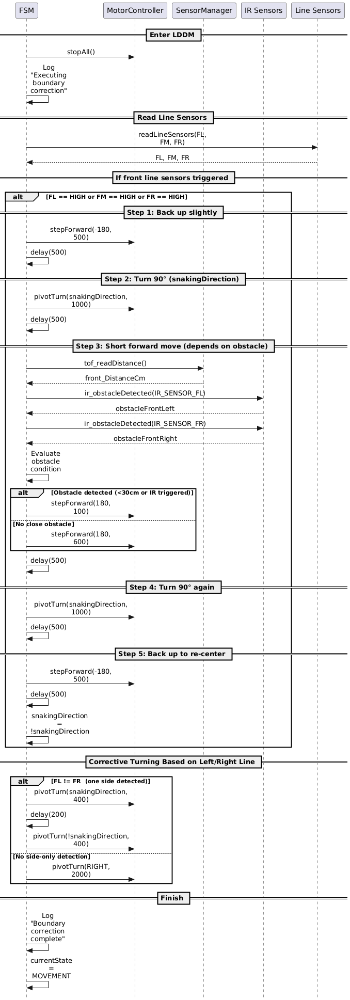 FSM MotorController SensorManager IR Sensors Line Sensors
Enter LDDM
stopAll()
Log
"Executing
boundary
correction"
Read Line Sensors
readLineSensors(FL,
FM, FR)
FL, FM, FR
If front line sensors triggered
alt [FL == HIGH or FM == HIGH or FR == HIGH]
Step 1: Back up slightly
stepForward(-180,
500)
delay(500)
Step 2: Turn 90° (snakingDirection)
pivotTurn(snakingDirection,
1000)
delay(500)
Step 3: Short forward move (depends on obstacle)
tof_readDistance()
front_DistanceCm
ir_obstacleDetected(IR_SENSOR_FL)
obstacleFrontLeft
ir_obstacleDetected(IR_SENSOR_FR)
obstacleFrontRight
Evaluate
obstacle
condition
alt [Obstacle detected (<30cm or IR triggered)]
stepForward(180,
100)
[No close obstacle]
stepForward(180,
600)
delay(500)
Step 4: Turn 90° again
pivotTurn(snakingDirection,
1000)
delay(500)
Step 5: Back up to re-center
stepForward(-180,
500)
delay(500)
snakingDirection
=
!snakingDirection
Corrective Turning Based on Left/Right Line
alt [FL != FR (one side detected)]
pivotTurn(snakingDirection,
400)
delay(200)
pivotTurn(!snakingDirection,
400)
[No side-only detection]
pivotTurn(RIGHT,
2000)
Finish
Log
"Boundary
correction
complete"
currentState
=
MOVEMENT